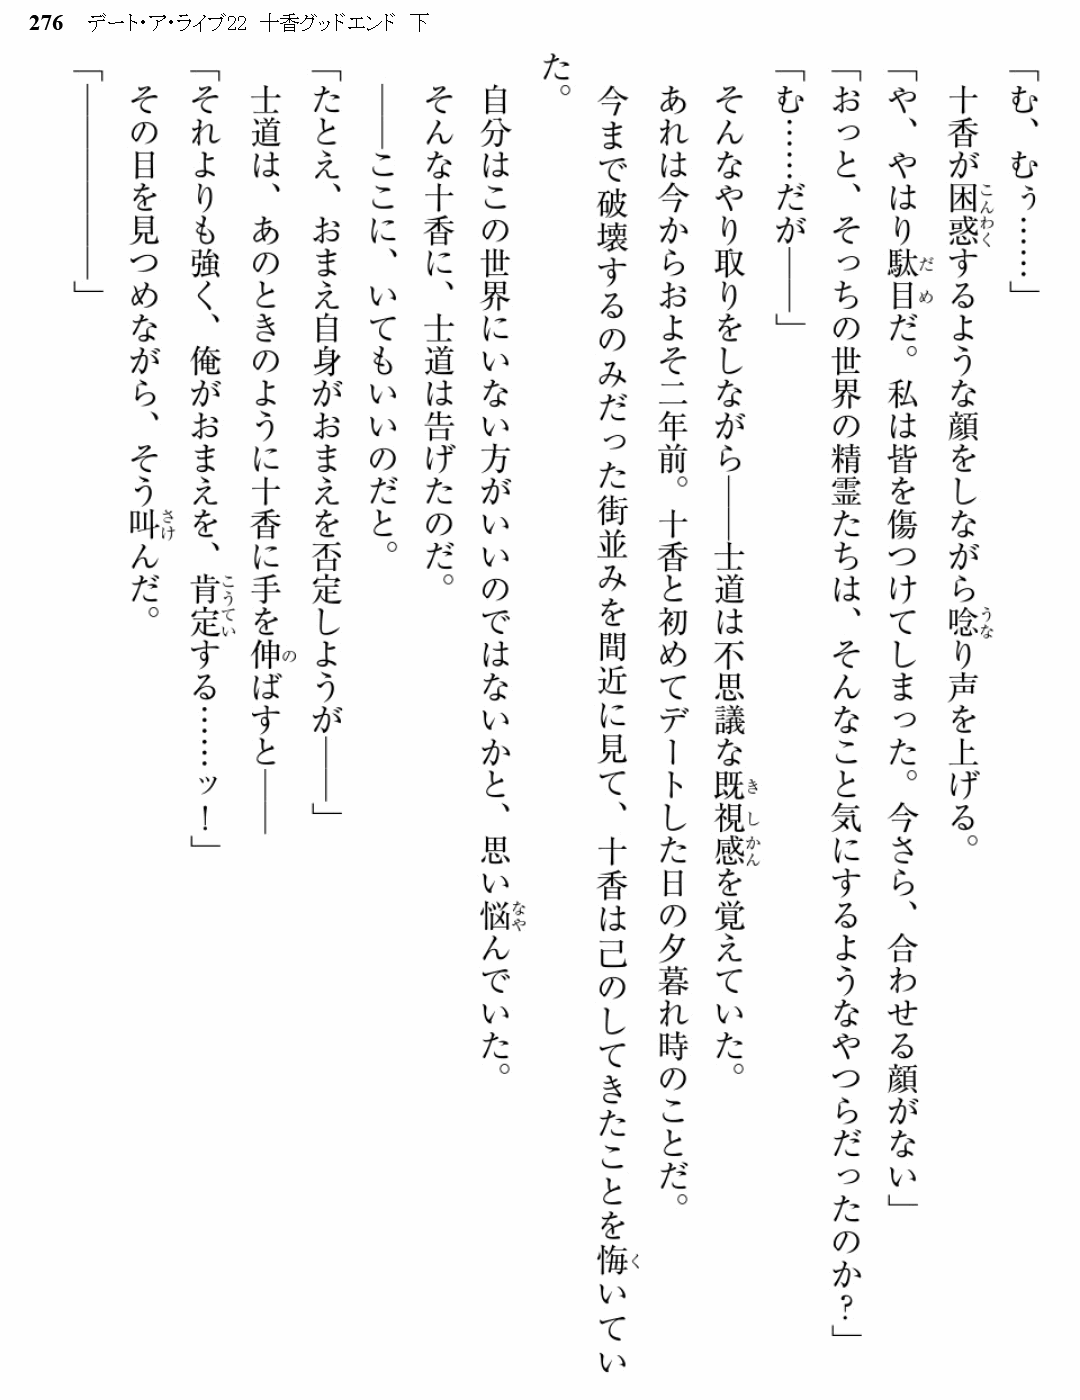 276 デート・ア・ライブ22 十香グッドエンド 下
「む、むぅ……」
十香が困惑するような顔をしながら唸り声を上げる。
「や、やはり駄目だ。私は皆を傷つけてしまった。今さら、合わせる顔がない」
「おっと、そっちの世界の精霊たちは、そんなこと気にするようなやつらだったのか?」
「む……だが――」
そんなやり取りをしながら――士道は不思議な既視感を覚えていた。
あれは今からおよそ二年前。十香と初めてデートした日の夕暮れ時のことだ。
今まで破壊するのみだった街並みを間近に見て、十香は己のしてきたことを悔いてい
た。
自分はこの世界にいない方がいいのではないかと、思い悩んでいた。
そんな十香に、士道は告げたのだ。
――ここに、いてもいいのだと。
「たとえ、おまえ自身がおまえを否定しようが――」
士道は、あのときのように十香に手を伸ばすと――
「それよりも強く、俺がおまえを、肯定する……ッ!」
その目を見つめながら、そう叫んだ。
「――――――」